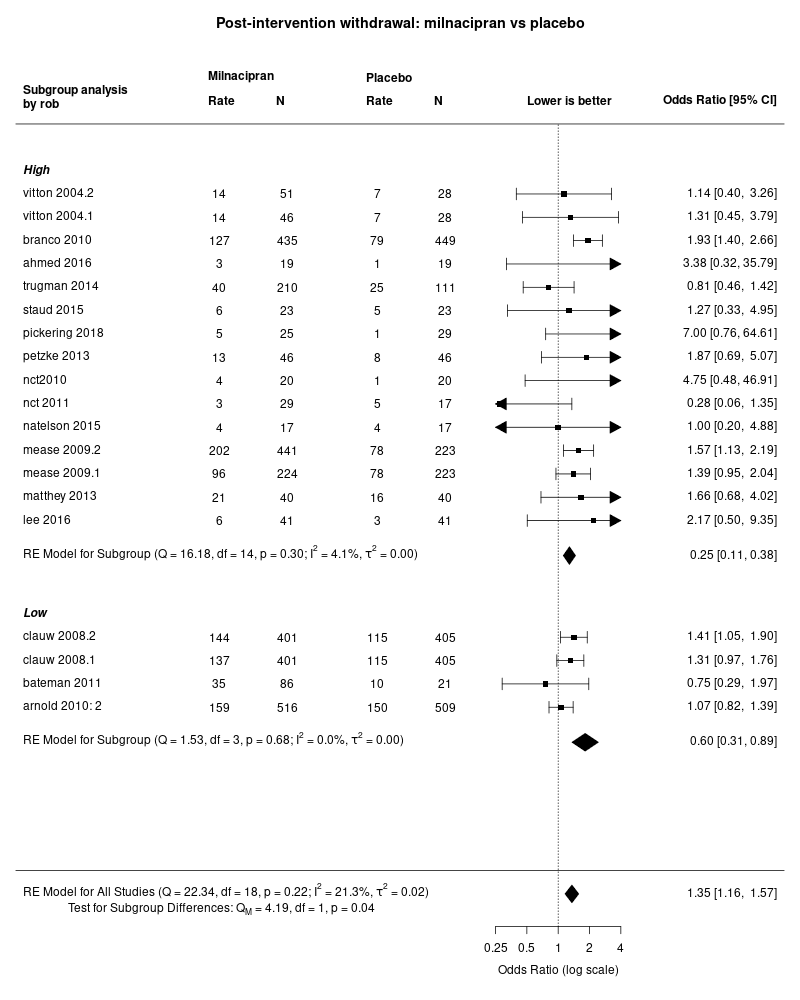 Post-intervention withdrawal: milnacipran vs placebo
Milnacipran Placebo
Subgroup analysis
by rob
Rate N Rate N Lower is better Odds Ratio [95% CI]
High
vitton 2004.2 14 51 7 28 1.14 [0.40, 3.26]
vitton 2004.1 14 46 7 28 1.31 [0.45, 3.79]
branco 2010 127 435 79 449 1.93 [1.40, 2.66]
ahmed 2016 3 19 1 19 3.38 [0.32, 35.79]
trugman 2014 40 210 25 111 0.81 [0.46, 1.42]
staud 2015 6 23 5 23 1.27 [0.33, 4.95]
pickering 2018 5 25 1 29 7.00 [0.76, 64.61]
petzke 2013 13 46 8 46 1.87 [0.69, 5.07]
nct2010 4 20 1 20 4.75 [0.48, 46.91]
nct 2011 3 29 5 17 0.28 [0.06, 1.35]
natelson 2015 4 17 4 17 1.00 [0.20, 4.88]
mease 2009.2 202 441 78 223 1.57 [1.13, 2.19]
mease 2009.1 96 224 78 223 1.39 [0.95, 2.04]
matthey 2013 21 40 16 40 1.66 [0.68, 4.02]
lee 2016 6 41 3 41 2.17 [0.50, 9.35]
RE Model for Subgroup (Q = 16.18, df = 14, p = 0.30; I² = 4.1%, τ² = 0.00) 0.25 [0.11, 0.38]
Low
clauw 2008.2 144 401 115 405 1.41 [1.05, 1.90]
clauw 2008.1 137 401 115 405 1.31 [0.97, 1.76]
bateman 2011 35 86 10 21 0.75 [0.29, 1.97]
arnold 2010: 2 159 516 150 509 1.07 [0.82, 1.39]
RE Model for Subgroup (Q = 1.53, df = 3, p = 0.68; I² = 0.0%, τ² = 0.00) 0.60 [0.31, 0.89]
RE Model for All Studies (Q = 22.34, df = 18, p = 0.22; I² = 21.3%, τ² = 0.02) 1.35 [1.16, 1.57]
Test for Subgroup Differences: Q_M = 4.19, df = 1, p = 0.04
0.25 0.5 1 2 4
Odds Ratio (log scale)